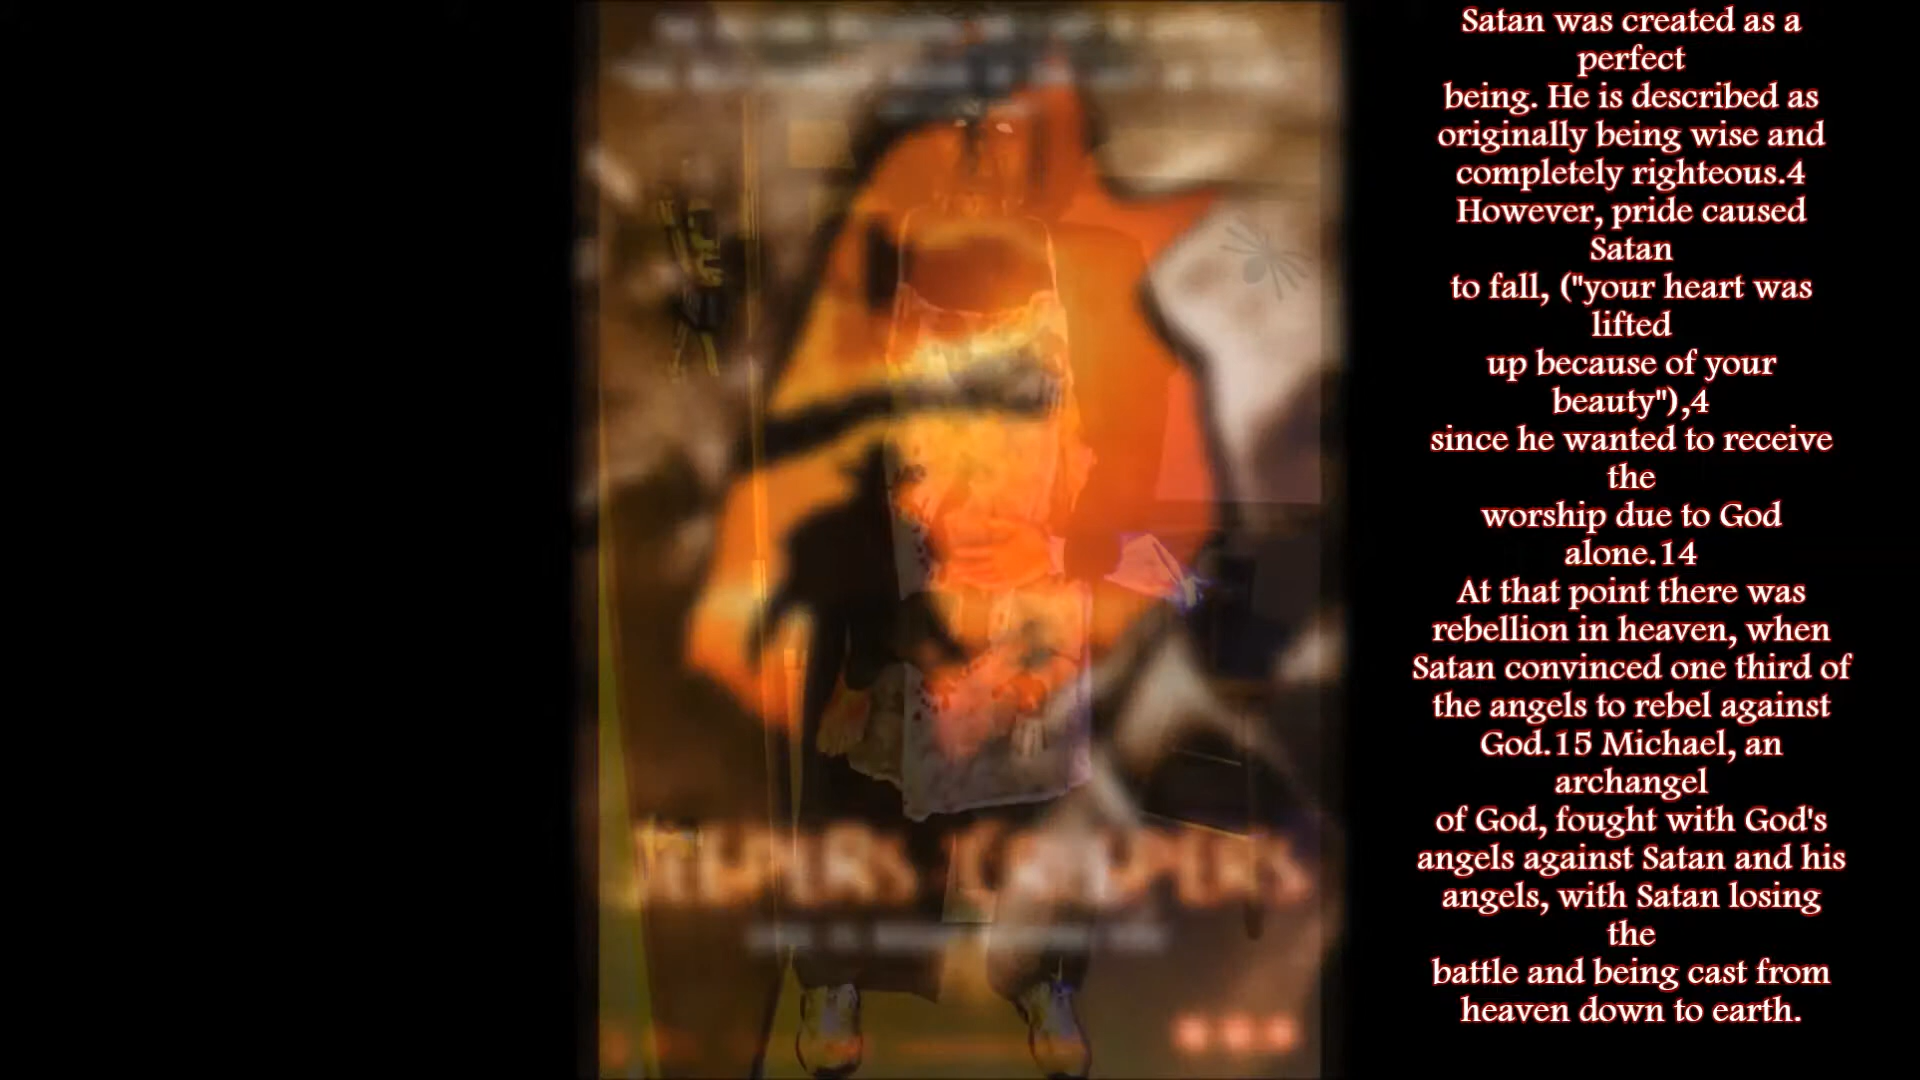 Satan was created as a
perfect
being. He is described as
originally being wise and
completely righteous.4
However, pride caused
Satan
to fall, ("your heart was
lifted
up because of your
beauty"),4
since he wanted to receive
the
worship due to God
alone.14
At that point there was
rebellion in heaven, when
Satan convinced one third of
the angels to rebel against
God.15 Michael, an
archangel
of God, fought with God's
angels against Satan and his
angels, with Satan losing
the
battle and being cast from
heaven down to earth.